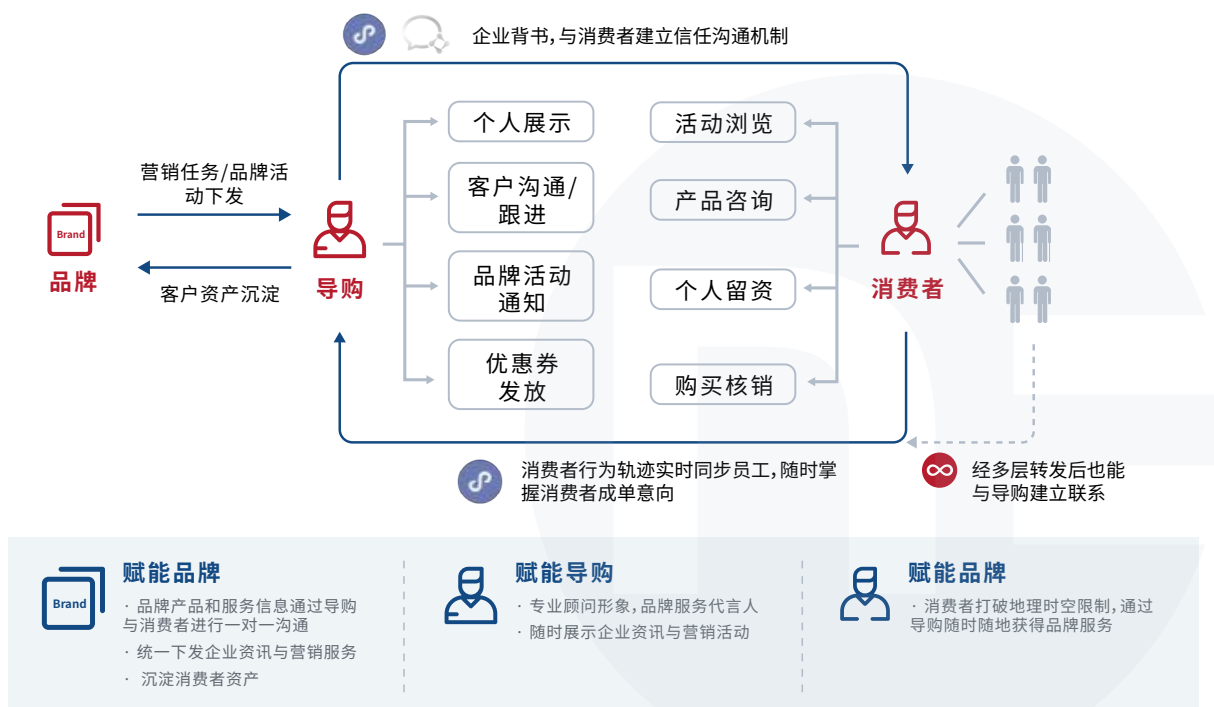 企业背书,与消费者建立信任沟通机制
营销任务/品牌活
动下发
Brand
品牌
客户资产沉淀
导购
个人展示
客户沟通/
跟进
品牌活动
通知
优惠券
发放
活动浏览
产品咨询
个人留资
购买核销
消费者
消费者行为轨迹实时同步员工,随时掌
握消费者成单意向
经多层转发后也能
与导购建立联系
Brand
赋能品牌
· 品牌产品和服务信息通过导购
与消费者进行一对一沟通
· 统一下发企业资讯与营销服务
· 沉淀消费者资产
赋能导购
· 专业顾问形象,品牌服务代言人
· 随时展示企业资讯与营销活动
赋能品牌
· 消费者打破地理时空限制,通过
导购随时随地获得品牌服务